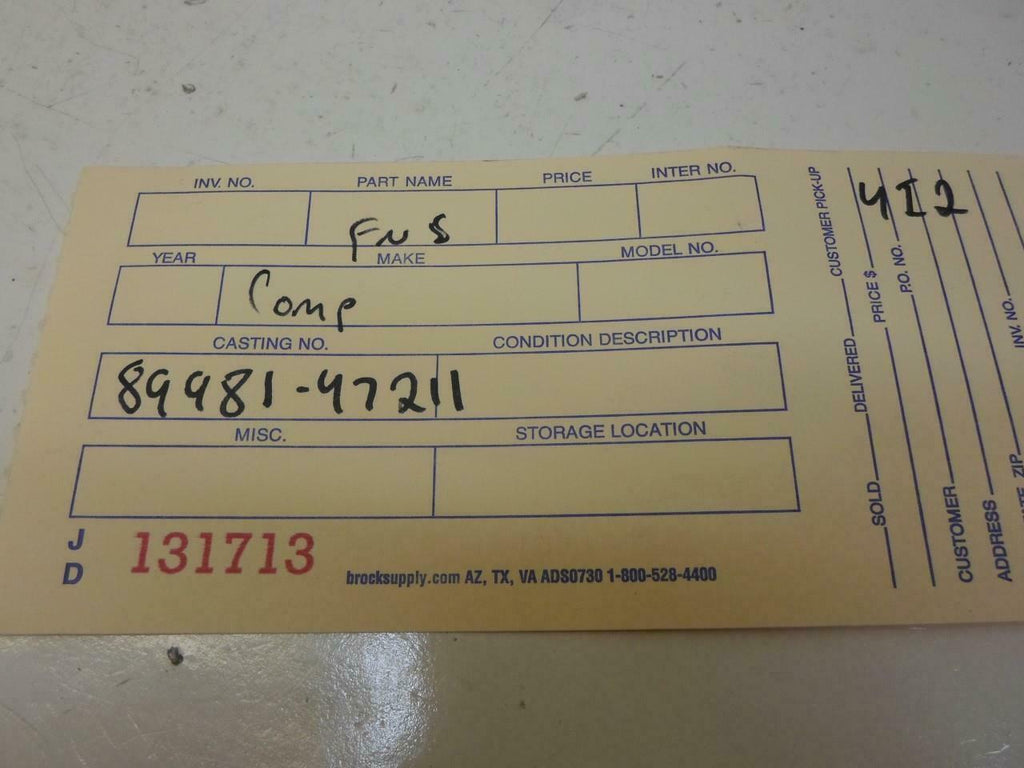 INV. NO. PART NAME PRICE INTER NO.
FNS
YEAR MAKE MODEL NO.
Comp
CASTING NO. CONDITION DESCRIPTION
89981-47211
MISC. STORAGE LOCATION
J
D
131713
brocksupply.com AZ, TX, VA ADS0730 1-800-528-4400
SOLD DELIVERED CUSTOMER PICK-UP
PRICE $ P.O. NO.
4I2
CUSTOMER
ADDRESS INV. NO.
ZIP